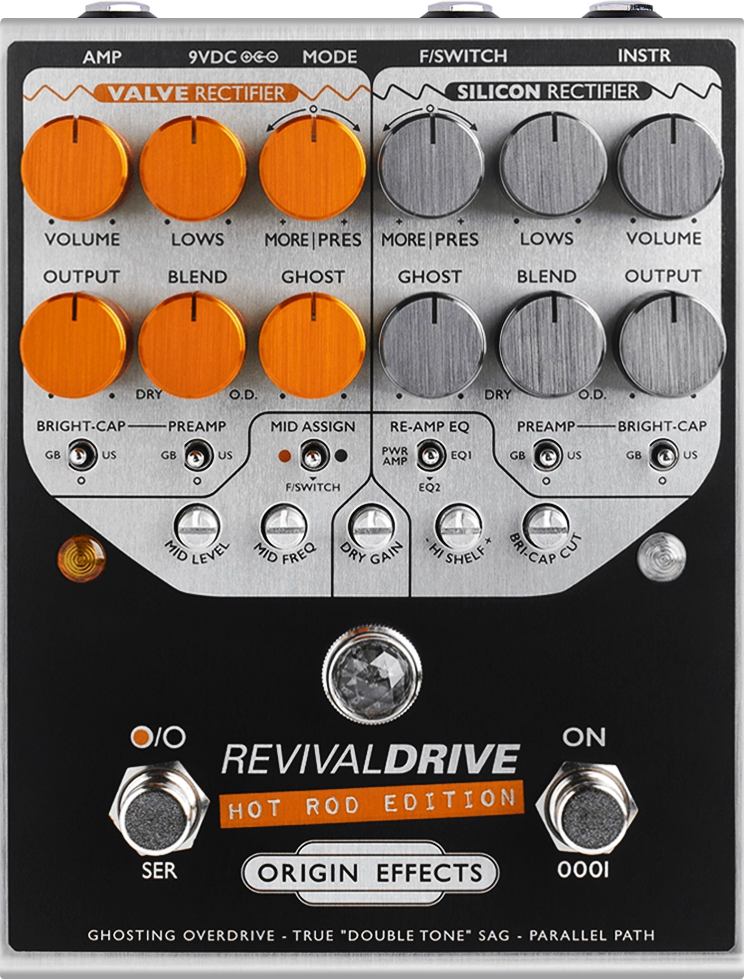 AMP 9VDC MODE F/SWITCH INSTR
VALVE RECTIFIER SILICON RECTIFIER
+ + + +
VOLUME LOWS MORE|PRES MORE|PRES LOWS VOLUME
OUTPUT BLEND GHOST GHOST BLEND OUTPUT
DRY O.D. DRY O.D.
BRIGHT-CAP PREAMP MID ASSIGN RE-AMP EQ PREAMP BRIGHT-CAP
GB US GB US PWR AMP EQ1 GB US GB US
F/SWITCH EQ2
MID LEVEL MID FREQ DRY GAIN - HI SHELF + BRI-CAP CUT
/O ON
REVIVALDRIVE
HOT ROD EDITION
SER 0001
ORIGIN EFFECTS
GHOSTING OVERDRIVE - TRUE "DOUBLE TONE" SAG - PARALLEL PATH